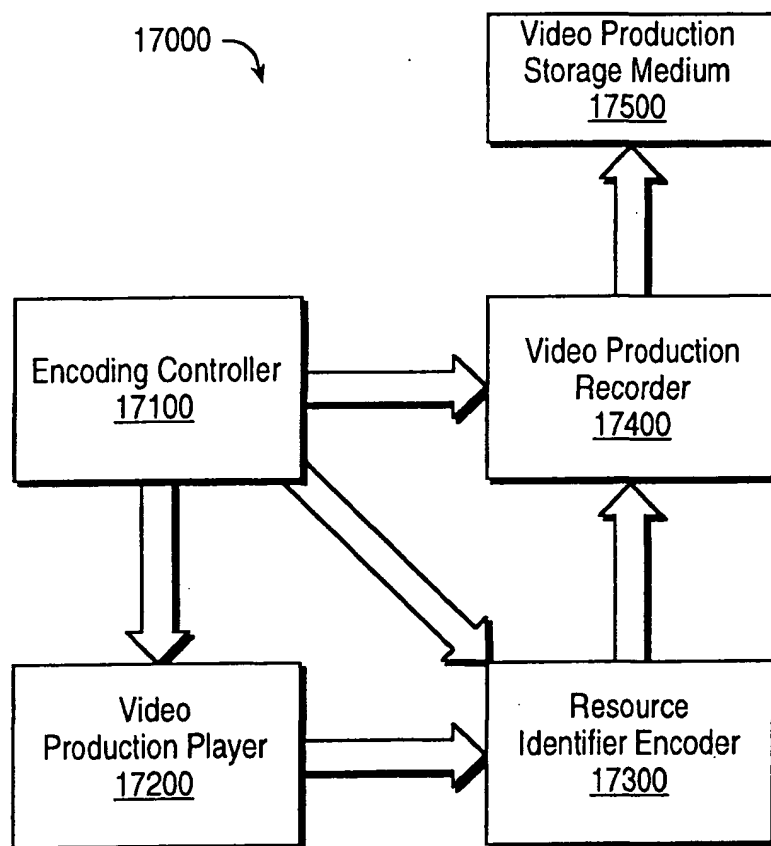 17000
Video Production
Storage Medium
17500
Encoding Controller
17100
Video Production
Recorder
17400
Video
Production Player
17200
Resource
Identifier Encoder
17300